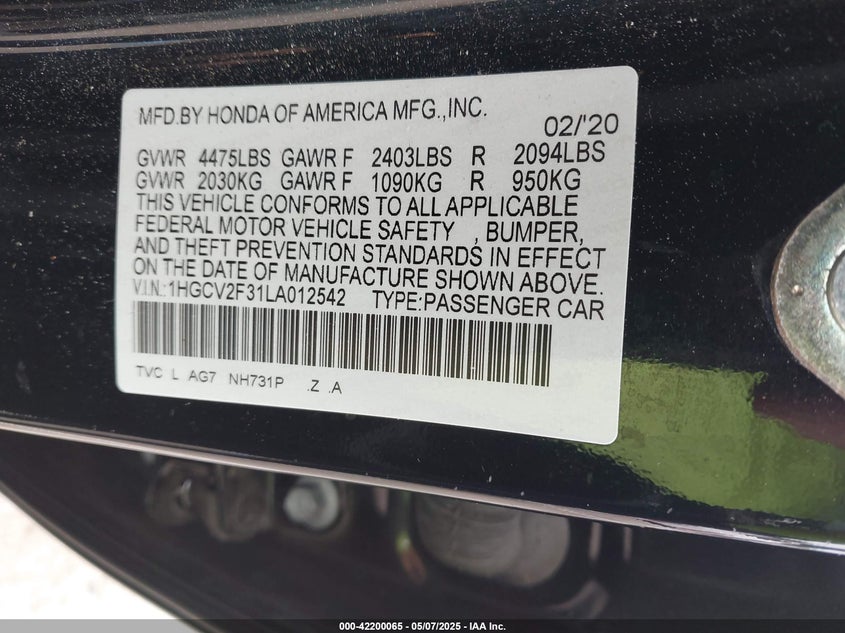 MFD.BY HONDA OF AMERICA MFG.,INC.
02/'20
GVWR 4475LBS GAWR F 2403LBS R 2094LBS
GVWR 2030KG GAWR F 1090KG R 950KG
THIS VEHICLE CONFORMS TO ALL APPLICABLE
FEDERAL MOTOR VEHICLE SAFETY , BUMPER,
AND THEFT PREVENTION STANDARDS IN EFFECT
ON THE DATE OF MANUFACTURE SHOWN ABOVE.
V.I.N.:1HGCV2F31LA012542 TYPE:PASSENGER CAR
TVC L AG7 NH731P .Z .A
000-42200065 | 05/07/2025 | IAA Inc.